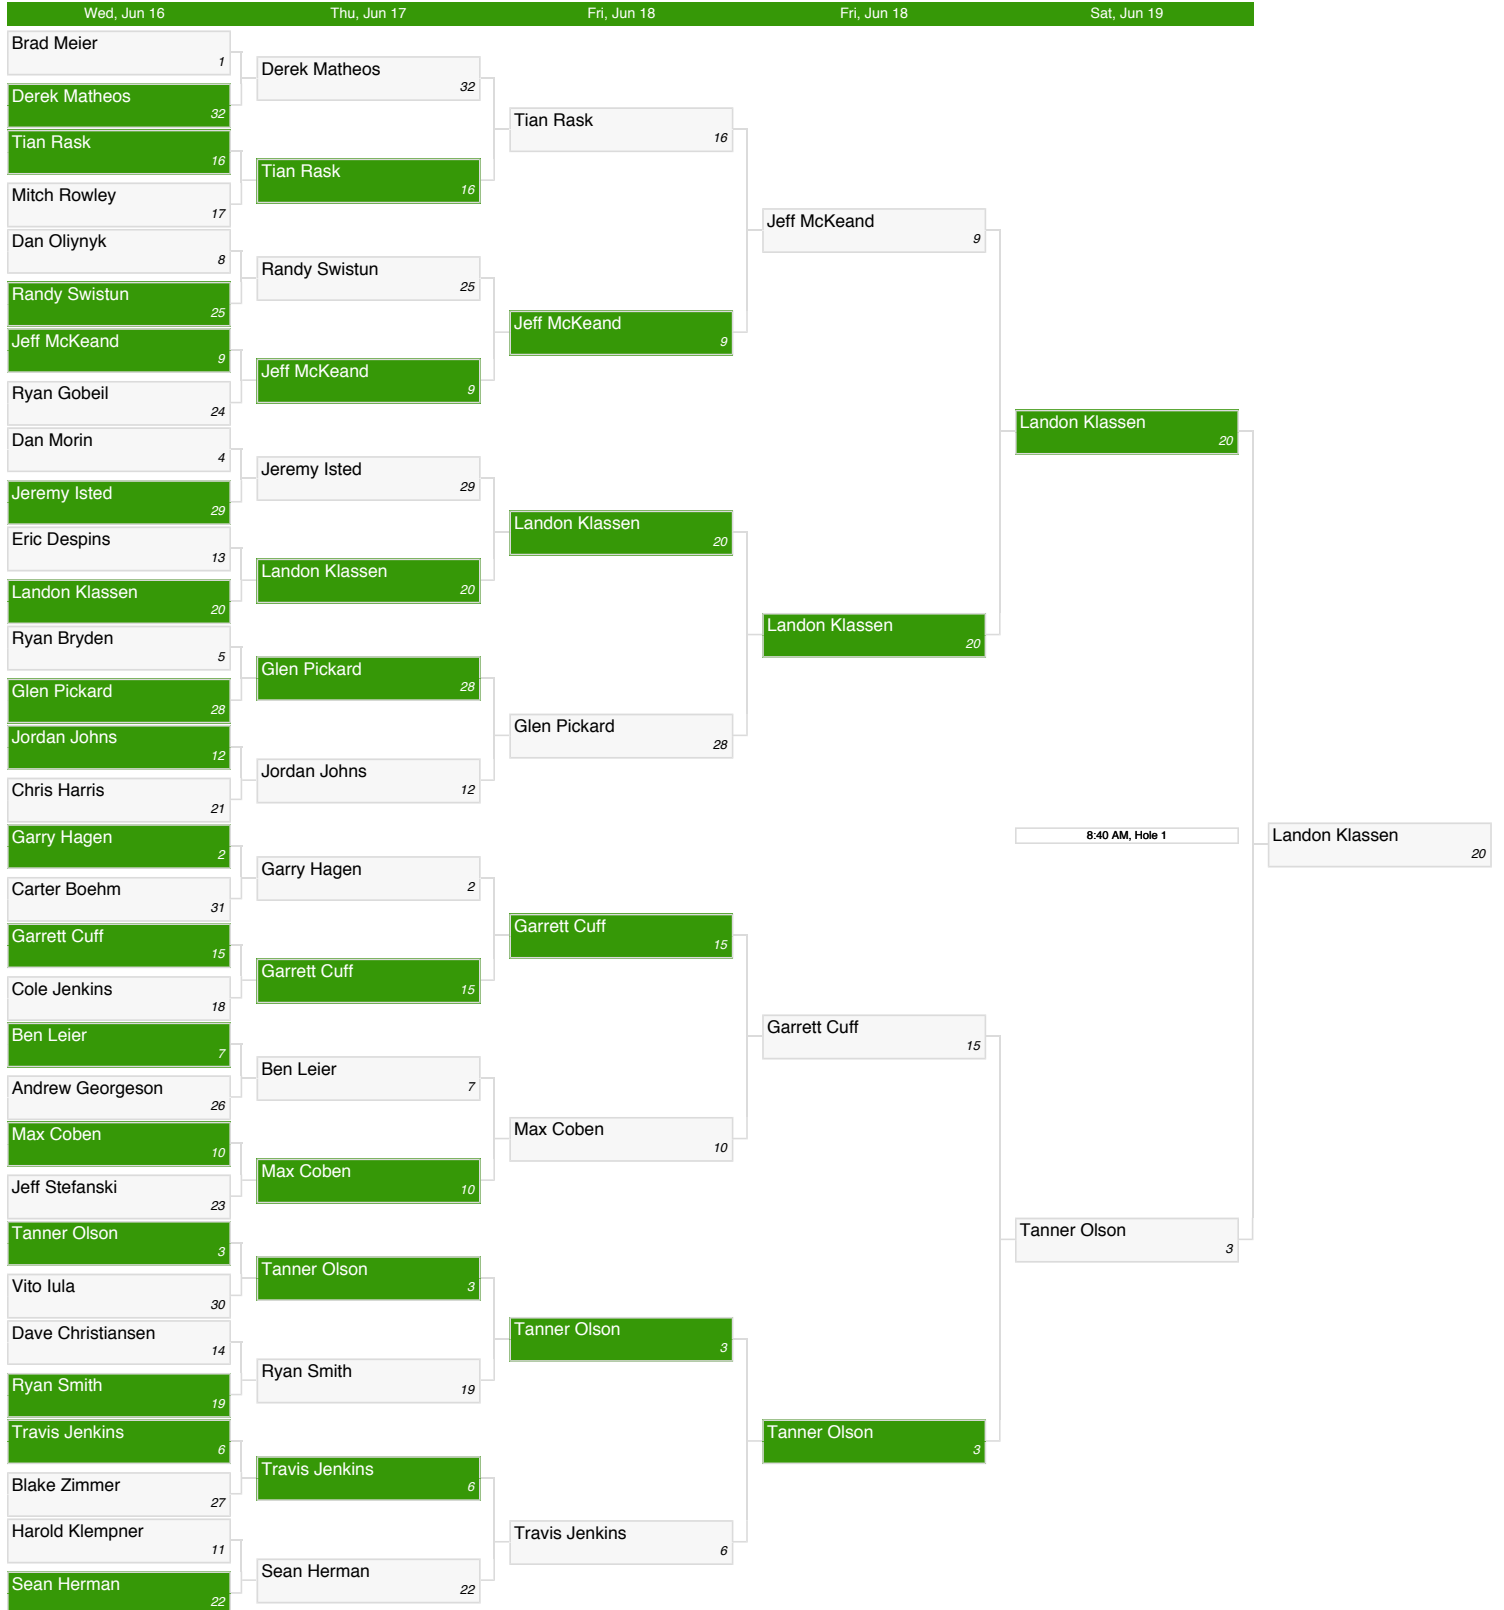 Wed, Jun 16
Thu, Jun 17
Fri, Jun 18
Fri, Jun 18
Sat, Jun 19
Brad Meier
1
Derek Matheos
32
Tian Rask
16
Mitch Rowley
17
Dan Oliynyk
8
Randy Swistun
25
Jeff McKeand
9
Ryan Gobeil
24
Dan Morin
4
Jeremy Isted
29
Eric Despins
13
Landon Klassen
20
Ryan Bryden
5
Glen Pickard
28
Jordan Johns
12
Chris Harris
21
Garry Hagen
2
Carter Boehm
31
Garrett Cuff
15
Cole Jenkins
18
Ben Leier
7
Andrew Georgeson
26
Max Coben
10
Jeff Stefanski
23
Tanner Olson
3
Vito Iula
30
Dave Christiansen
14
Ryan Smith
19
Travis Jenkins
6
Blake Zimmer
27
Harold Klempner
11
Sean Herman
22
Derek Matheos
32
Tian Rask
16
Randy Swistun
25
Jeff McKeand
9
Jeremy Isted
29
Landon Klassen
20
Glen Pickard
28
Jordan Johns
12
Garry Hagen
2
Garrett Cuff
15
Ben Leier
7
Max Coben
10
Tanner Olson
3
Ryan Smith
19
Travis Jenkins
6
Sean Herman
22
Tian Rask
16
Jeff McKeand
9
Landon Klassen
20
Glen Pickard
28
Garrett Cuff
15
Max Coben
10
Tanner Olson
3
Travis Jenkins
6
Jeff McKeand
9
Landon Klassen
20
Garrett Cuff
15
Tanner Olson
3
Landon Klassen
20
8:40 AM, Hole 1
Tanner Olson
3
Landon Klassen
20